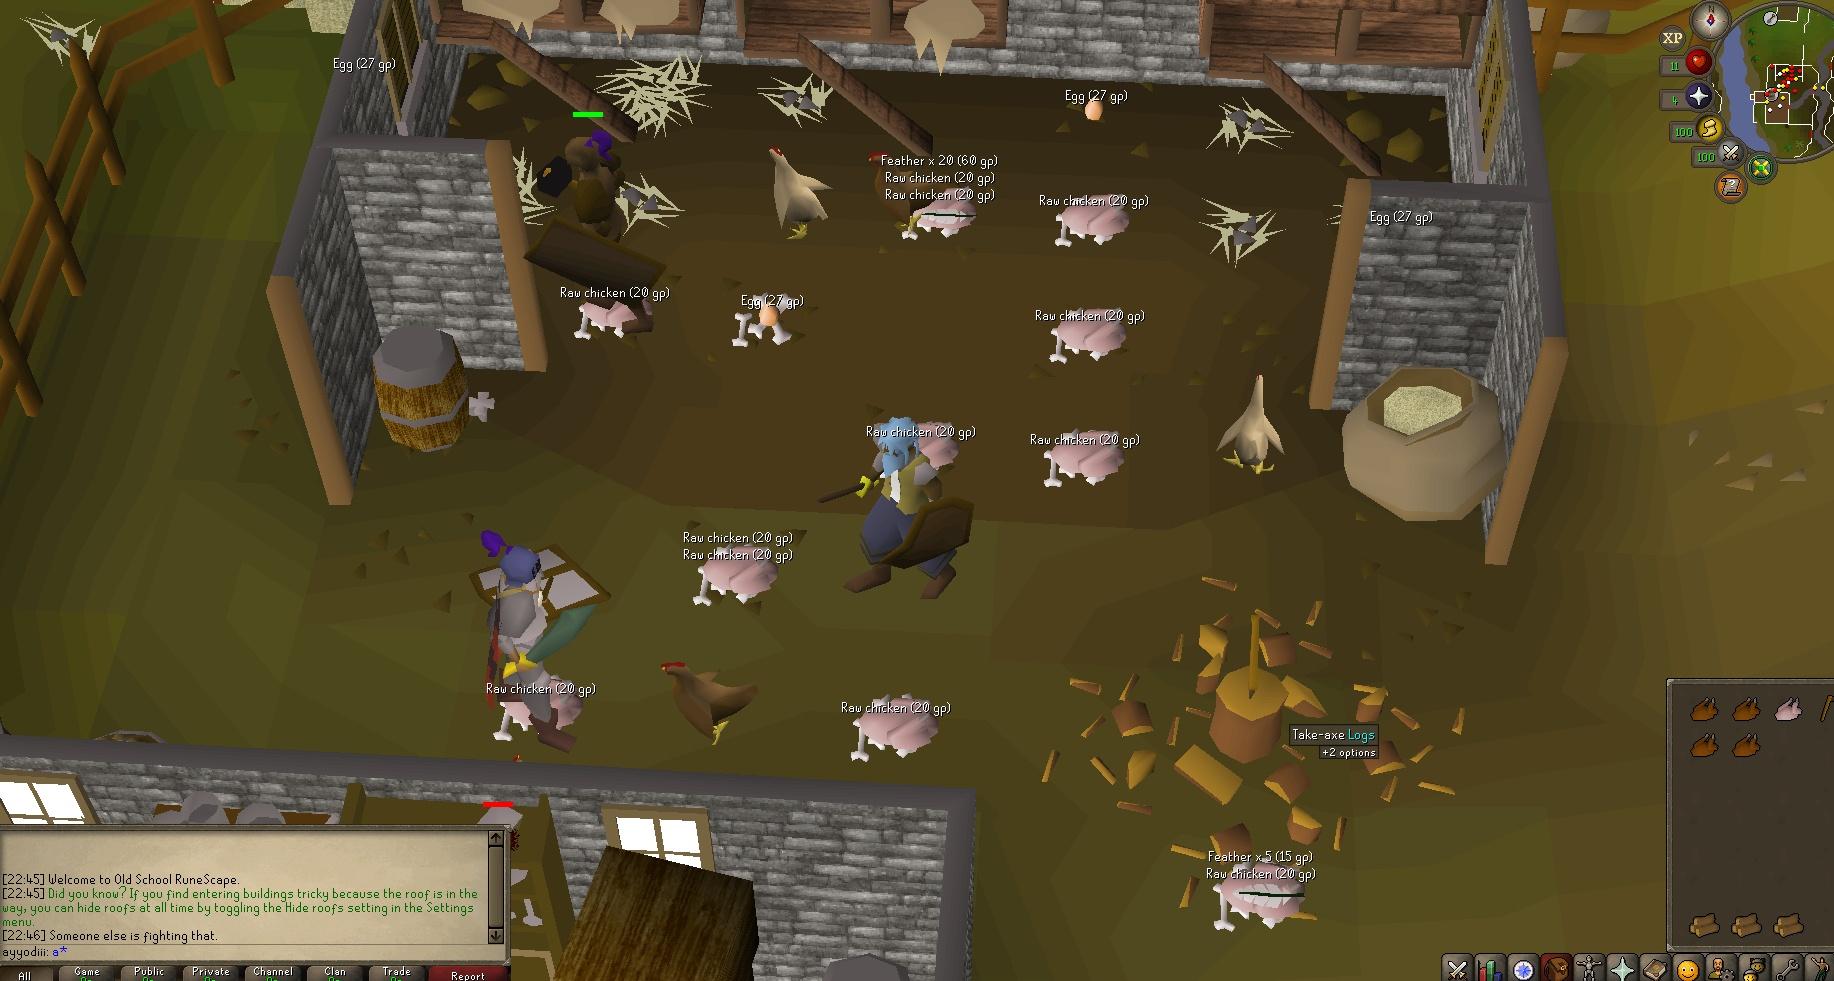 N
XP
Egg (27 gp)
11
Egg (27 gp)
4
100
Feather x 20 (60 gp)
100
Raw chicken (20 gp)
Raw chicken (20 gp)
Raw chicken (20 gp)
Egg (27 gp)
Raw chicken (20 gp)
Egg (27 gp)
Raw chicken (20 gp)
Raw chicken (20 gp)
Raw chicken (20 gp)
Raw chicken (20 gp)
Raw chicken (20 gp)
Raw chicken (20 gp)
Raw chicken (20 gp)
Take-axe Logs
+2 options
Feather x 5 (15 gp)
Raw chicken (20 gp)
[22:45] Welcome to Old School RuneScape.
[22:45] Did you know? If you find entering buildings tricky because the roof is in the
way, you can hide roofs at all time by toggling the Hide roofs setting in the Settings
menu.
[22:46] Someone else is fighting that.
ayyodiii: a*
All Game Public Private Channel Clan Trade Report